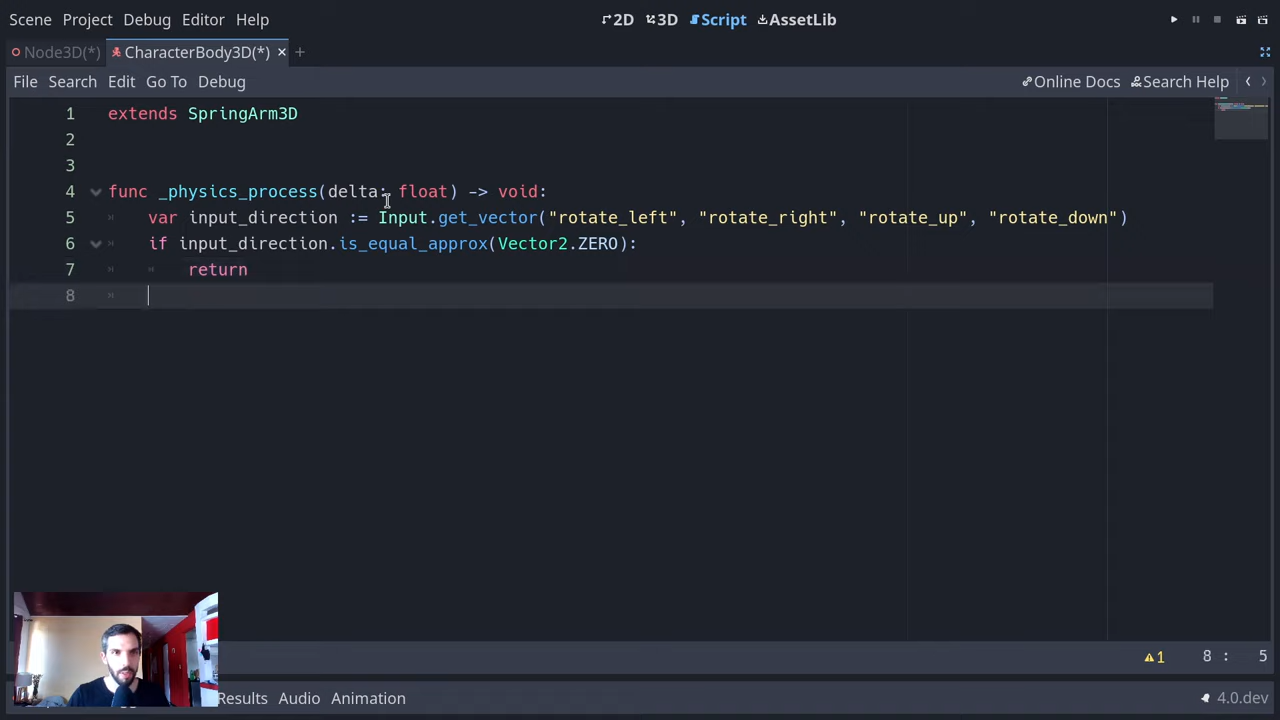 Scene Project Debug Editor Help 2D 3D Script AssetLib
Node3D(*) CharacterBody3D(*) × +
File Search Edit Go To Debug Online Docs Search Help
1 extends SpringArm3D
2
3
4 func _physics_process(delta: float) -> void:
5 var input_direction := Input.get_vector("rotate_left", "rotate_right", "rotate_up", "rotate_down")
6 if input_direction.is_equal_approx(Vector2.ZERO):
7 return
8
1 8 : 5
Results Audio Animation 4.0.dev